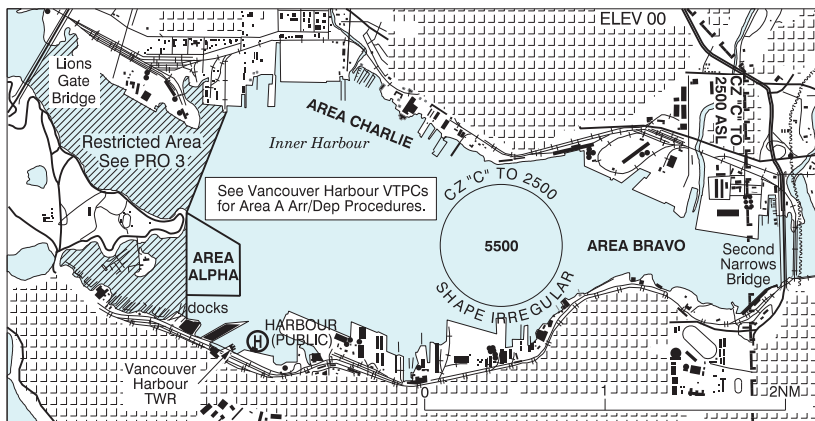 ELEV 00
Lions
Gate
Bridge
AREA CHARLIE
CZ "C" TO
2500 ASL
Restricted Area
See PRO 3
Inner Harbour
See Vancouver Harbour VTPCs
for Area A Arr/Dep Procedures.
CZ "C" TO 2500
5500
SHAPE IRREGULAR
AREA BRAVO
Second
Narrows
Bridge
AREA
ALPHA
docks
H
HARBOUR
(PUBLIC)
Vancouver
Harbour
TWR
0 1 2NM